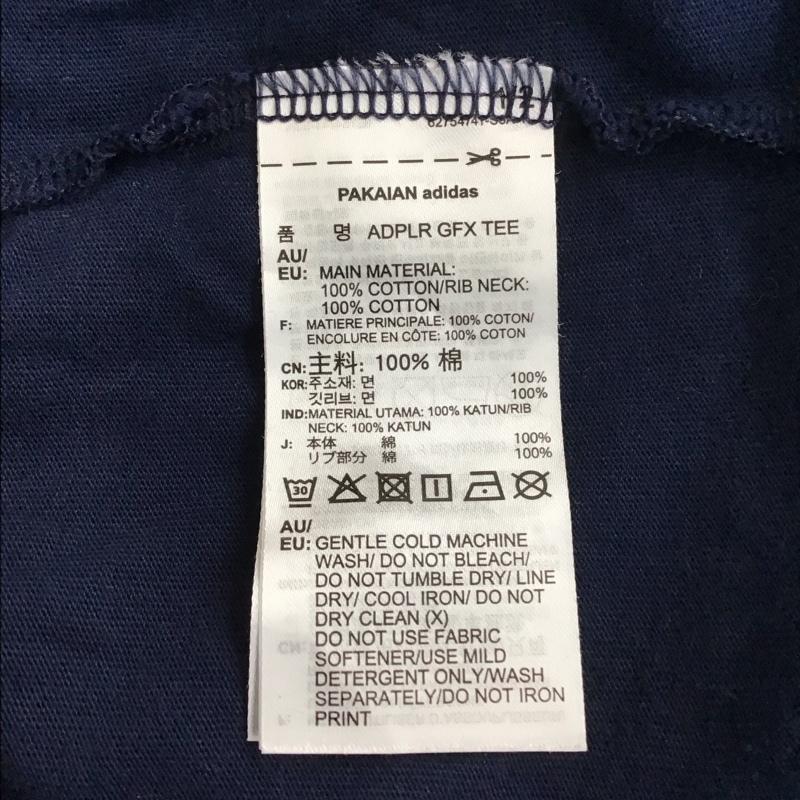 PAKAIAN adidas
품 명 ADPLR GFX TEE
AU/
EU: MAIN MATERIAL:
100% COTTON/RIB NECK:
100% COTTON
F: MATIERE PRINCIPALE: 100% COTON/
ENCOLURE EN CÔTE: 100% COTON
CN: 主料: 100% 棉
KOR: 주소재: 면 100%
깃리브: 면 100%
IND: MATERIAL UTAMA: 100% KATUN/RIB
NECK: 100% KATUN
J: 本体 綿 100%
リブ部分 綿 100%
30
AU/
EU: GENTLE COLD MACHINE
WASH/ DO NOT BLEACH/
DO NOT TUMBLE DRY/ LINE
DRY/ COOL IRON/ DO NOT
DRY CLEAN (X)
DO NOT USE FABRIC
SOFTENER/USE MILD
DETERGENT ONLY/WASH
SEPARATELY/DO NOT IRON
PRINT